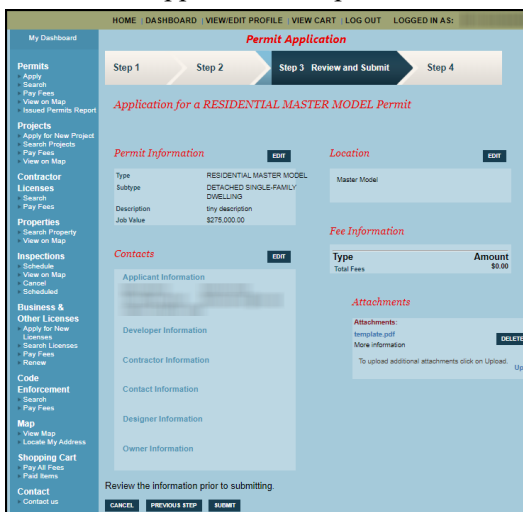 HOME | DASHBOARD | VIEW/EDIT PROFILE | VIEW CART | LOG OUT LOGGED IN AS:
My Dashboard
Permits
Apply
Search
Pay Fees
View on Map
Issued Permits Report
Projects
Apply for New Project
Search Projects
Pay Fees
View on Map
Contractor
Licenses
Search
Pay Fees
Properties
Search Property
View on Map
Inspections
Schedule
View on Map
Cancel
Scheduled
Business &
Other Licenses
Apply for New
Licenses
Search Licenses
Pay Fees
Renew
Code
Enforcement
Search
Pay Fees
Map
View Map
Locate My Address
Shopping Cart
Pay All Fees
Paid Items
Contact
Contact us
Permit Application
Step 1 Step 2 Step 3 Review and Submit Step 4
Application for a RESIDENTIAL MASTER MODEL Permit
Permit Information EDIT
Type RESIDENTIAL MASTER MODEL
Subtype DETACHED SINGLE-FAMILY
DWELLING
Description tiny description
Job Value $275,000.00
Location EDIT
Master Model
Fee Information
Type Amount
Total Fees $0.00
Contacts EDIT
Applicant Information
Developer Information
Contractor Information
Contact Information
Designer Information
Owner Information
Attachments
Attachments:
template.pdf
More information
DELETE
To upload additional attachments click on Upload.
Up
Review the information prior to submitting.
CANCEL PREVIOUS STEP SUBMIT